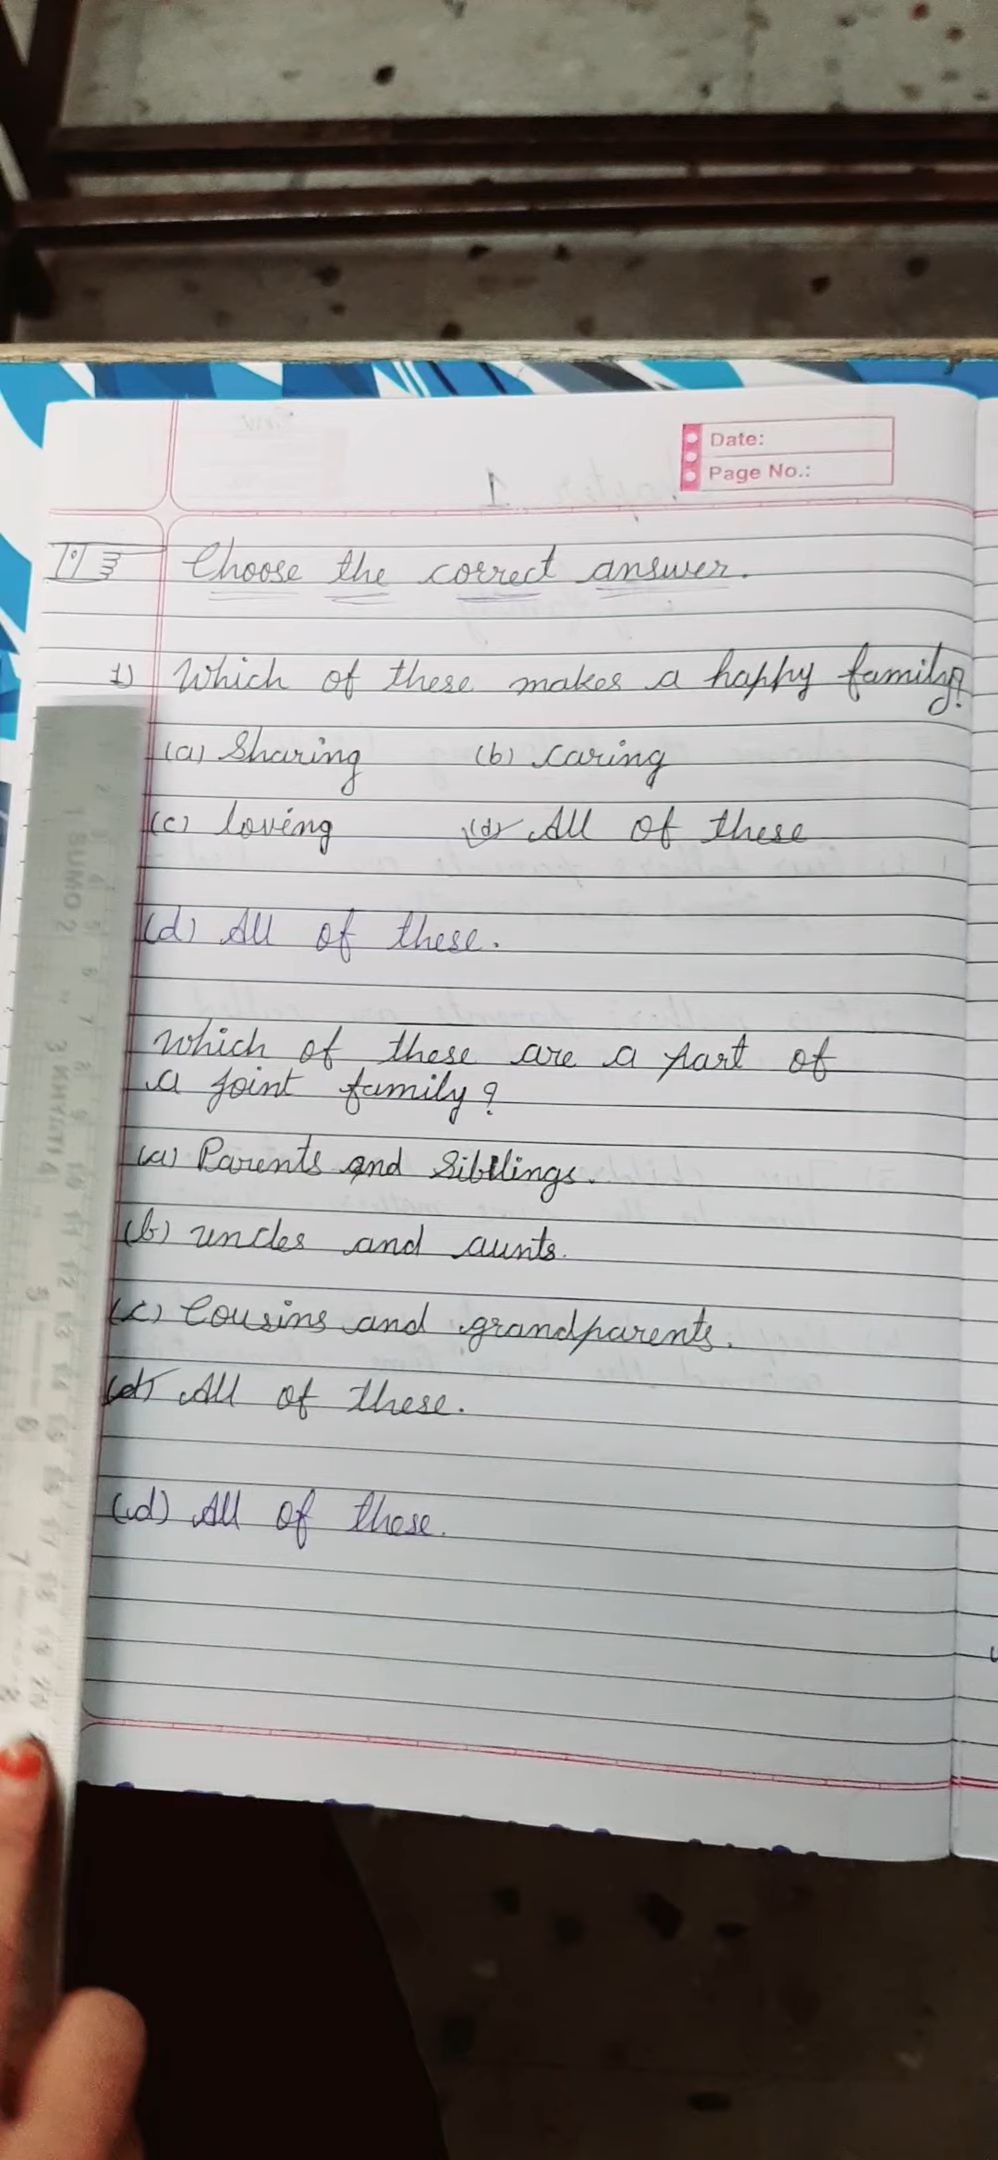 Date:
Page No.:
Choose the correct answer.
1) Which of these makes a happy family?
(a) Sharing (b) caring
(c) loving (d) All of these
(d) All of these.
Which of these are a part of
a joint family?
(a) Parents and Siblings.
(b) uncles and aunts.
(c) Cousins and grandparents.
(d) All of these.
(d) All of these.